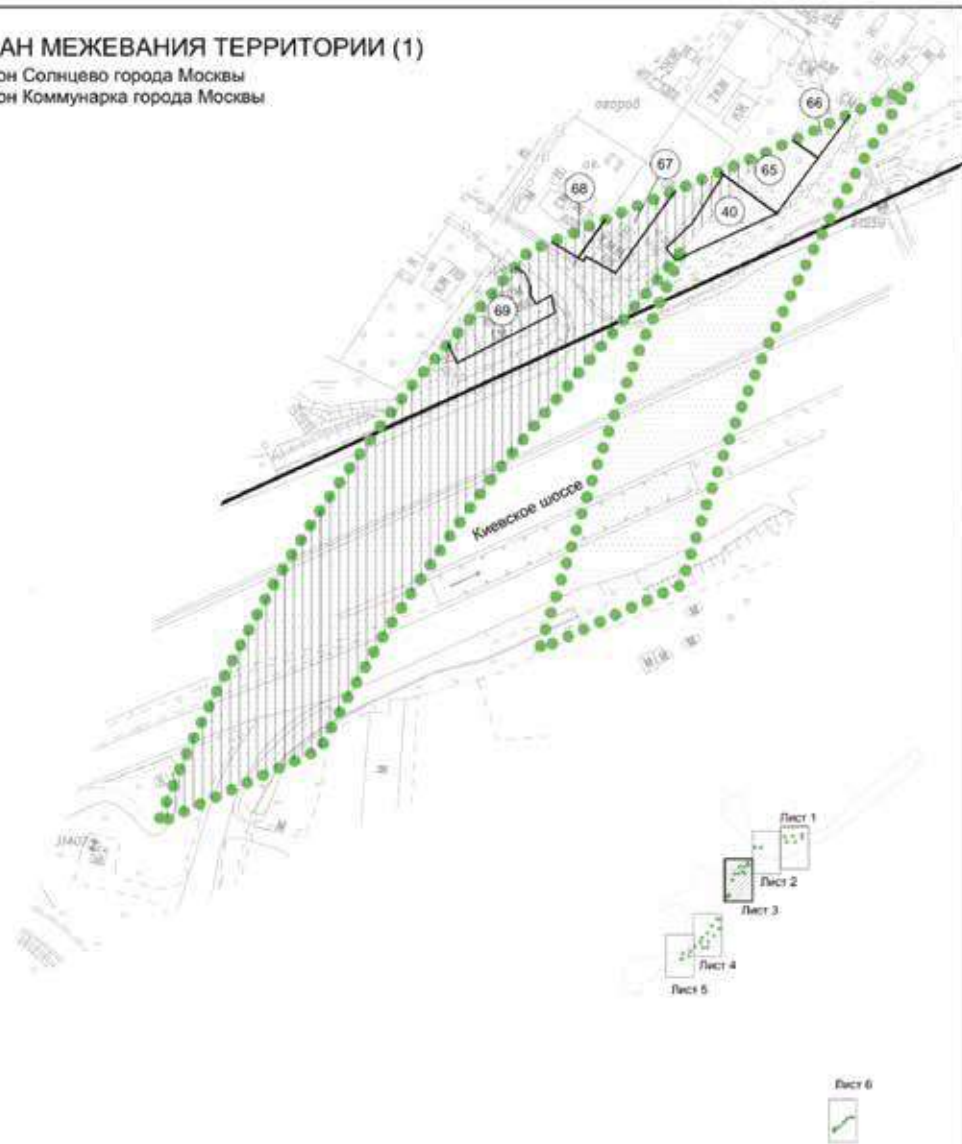 АН МЕЖЕВАНИЯ ТЕРРИТОРИИ (1)
он Солнцево города Москвы
он Коммунарка города Москвы
огород
66
65
67
68
40
69
Киевское шоссе
Лист 1
Лист 2
Лист 3
Лист 4
Лист 5
Лист 6